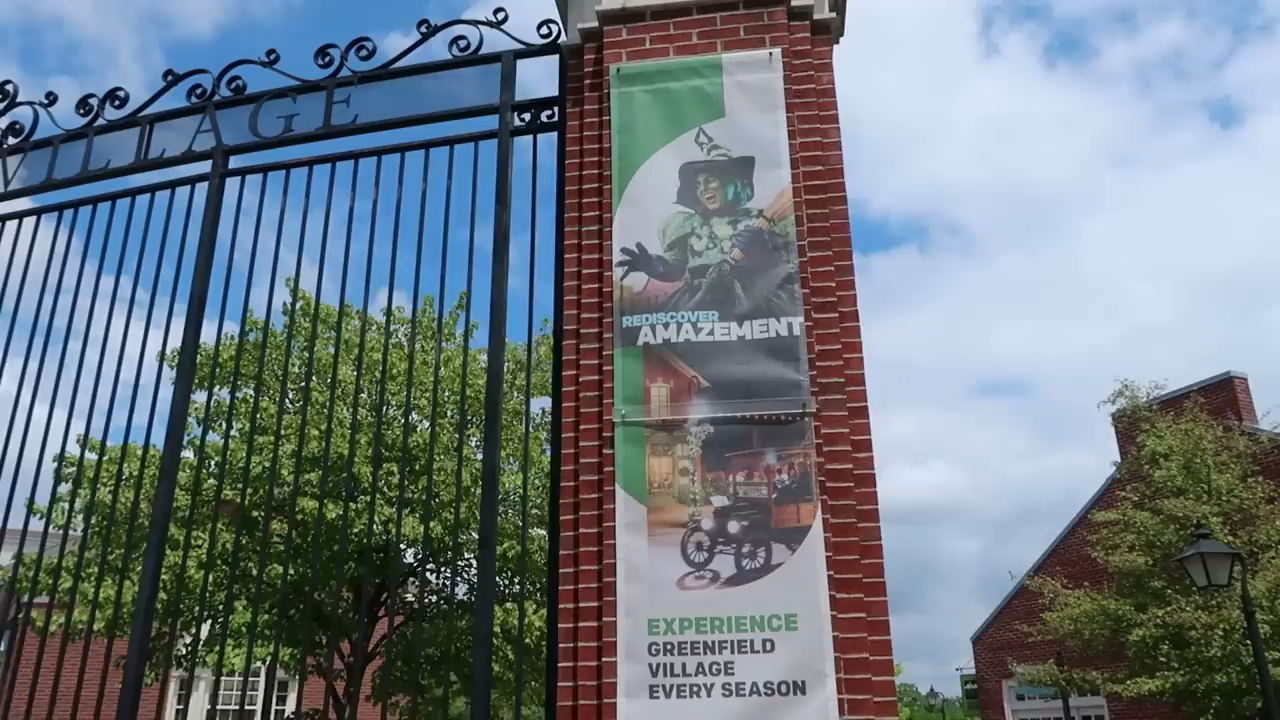 VILLAGE
REDISCOVER
AMAZEMENT
EXPERIENCE
GREENFIELD
VILLAGE
EVERY SEASON